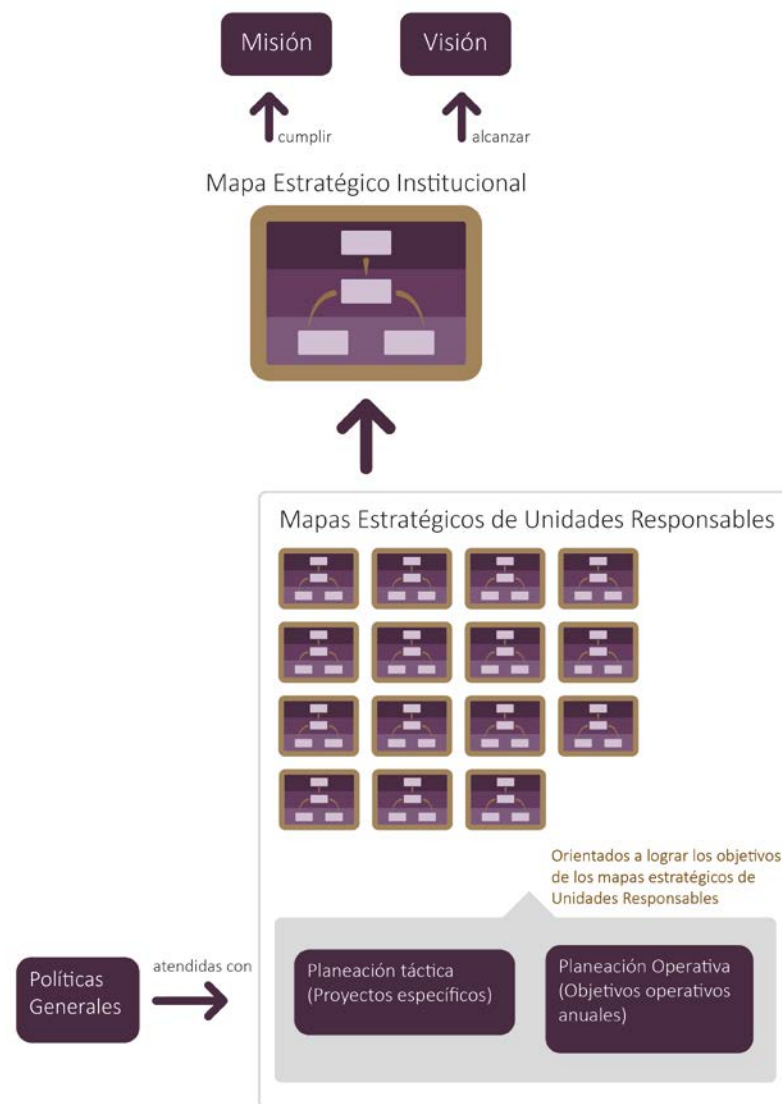 Misión
Visión
cumplir
alcanzar
Mapa Estratégico Institucional
Mapas Estratégicos de Unidades Responsables
Orientados a lograr los objetivos
de los mapas estratégicos de
Unidades Responsables
Políticas
Generales
atendidas con
Planeación táctica
(Proyectos específicos)
Planeación Operativa
(Objetivos operativos
anuales)